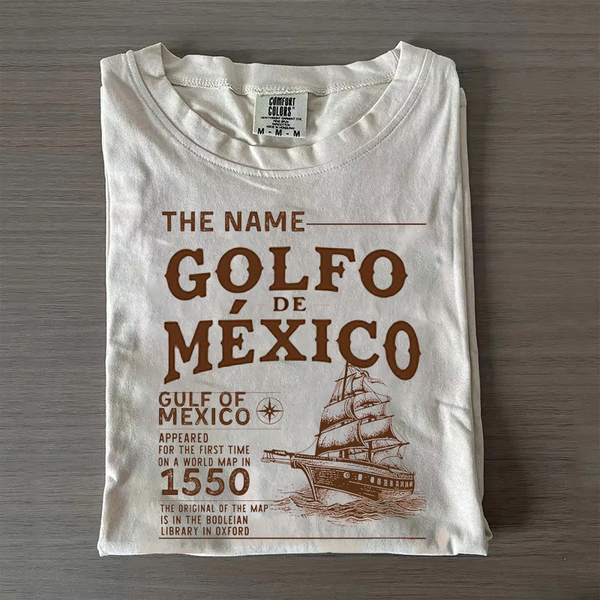 COMFORT
COLORS
M - M - M
THE NAME
GOLFO
DE
MÉXICO
GULF OF
MEXICO
APPEARED
FOR THE FIRST TIME
ON A WORLD MAP IN
1550
THE ORIGINAL OF THE MAP
IS IN THE BODLEIAN
LIBRARY IN OXFORD